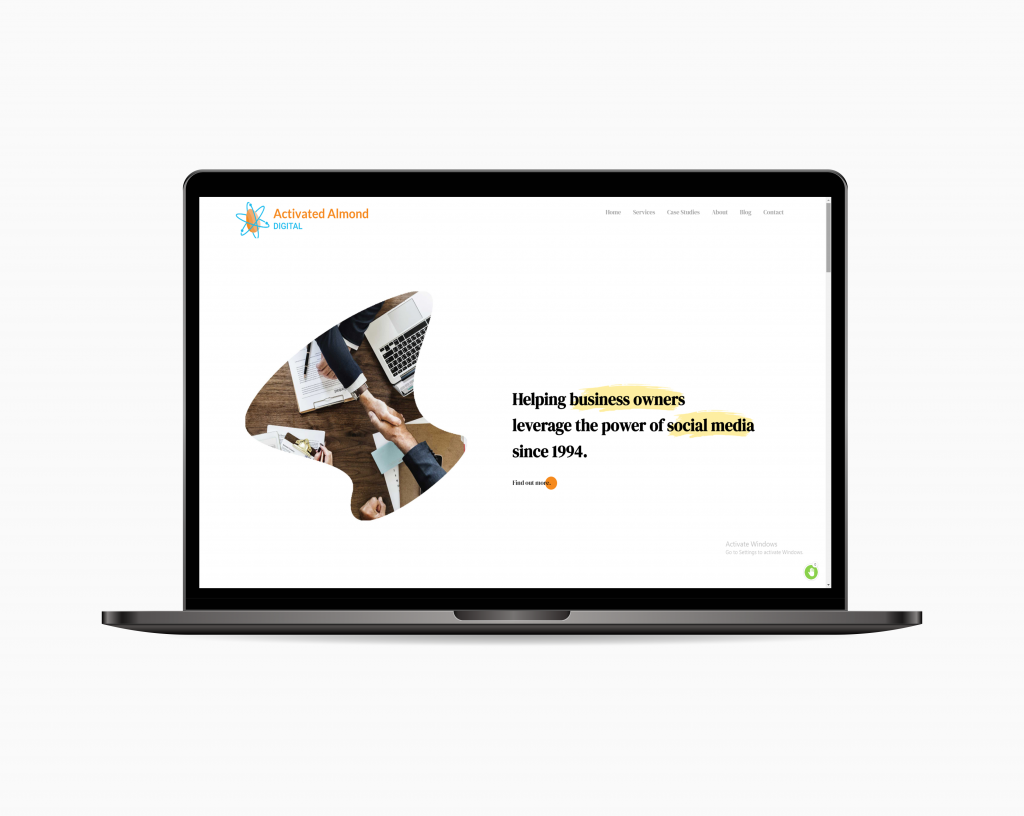 Activated Almond
DIGITAL
Home Services Case Studies About Blog Contact
Helping business owners
leverage the power of social media
since 1994.
Find out more.
Activate Windows
Go to Settings to activate Windows.